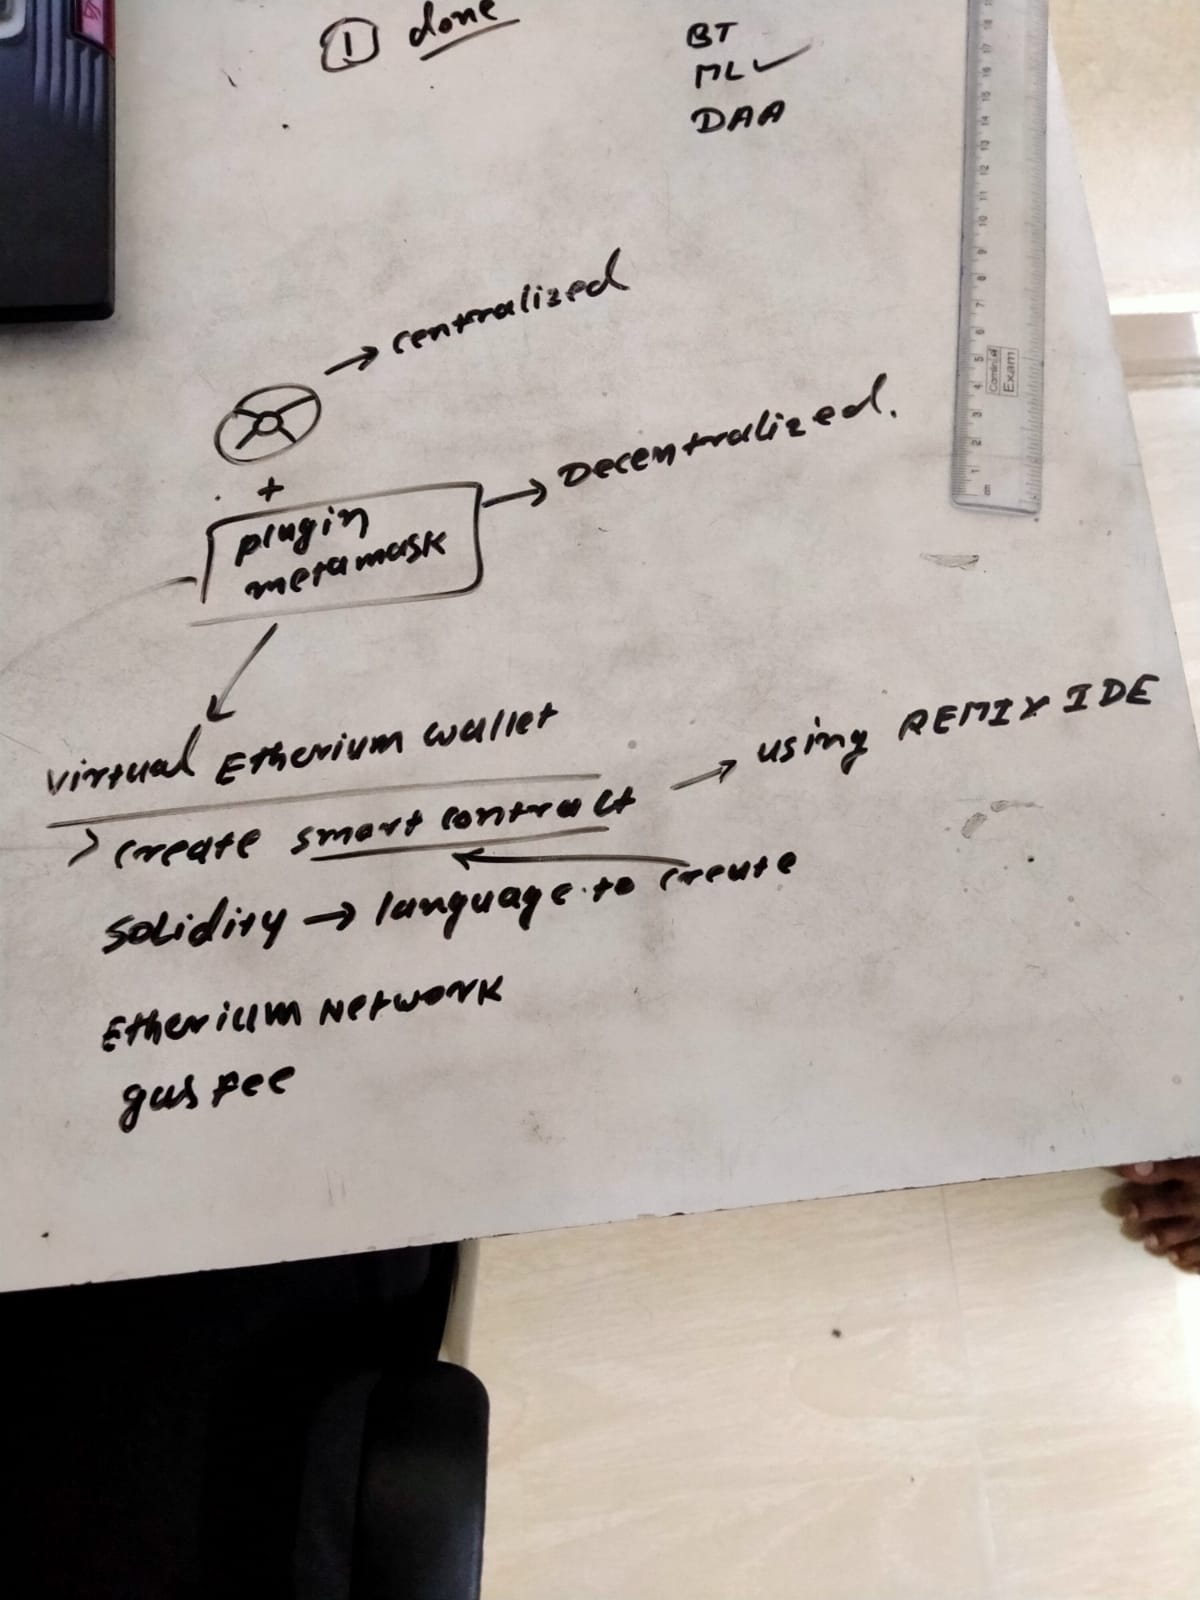 ① done
BT
ML ✓
DAA
→ centralized
+
plugin
metamask
→ Decentralized.
virtual Etherium wallet
> create smart contract → using REMIX IDE
Solidity → language to create
Etherium Network
gas fee
Continia
Exam
cm 1 2 3 4 5 6 7 8 9 10 11 12 13 14 15 16 17 18